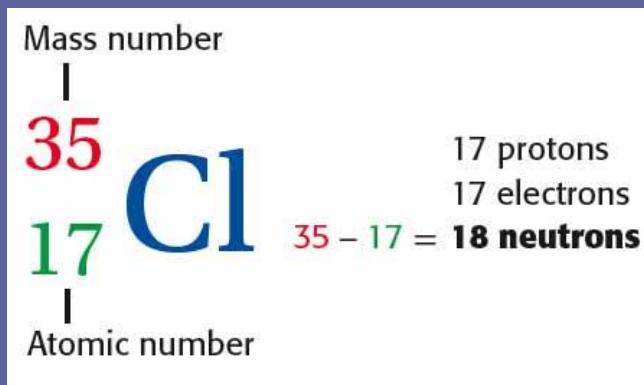 Mass number
35
17
Cl
17 protons
17 electrons
35 – 17 = 18 neutrons
Atomic number